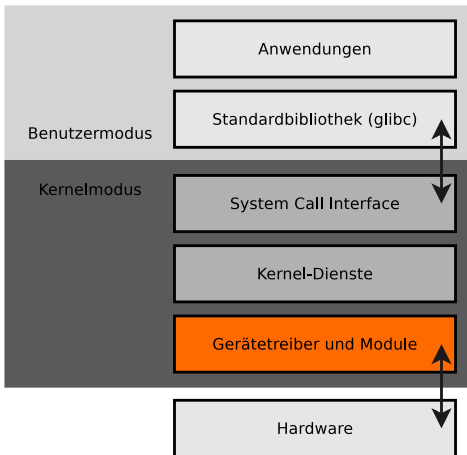 Anwendungen
Standardbibliothek (glibc)
Benutzermodus
Kernelmodus
System Call Interface
Kernel-Dienste
Gerätetreiber und Module
Hardware